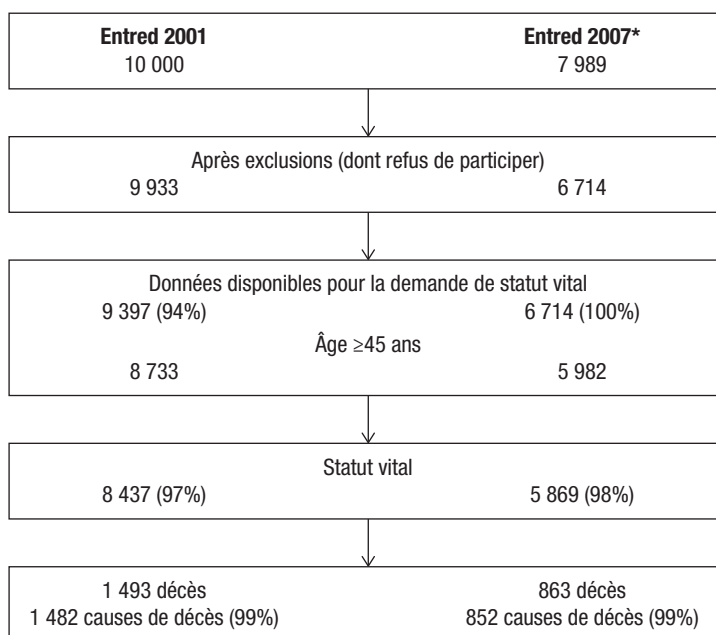 Entred 2001 Entred 2007*
10 000 7 989
Après exclusions (dont refus de participer)
9 933 6 714
Données disponibles pour la demande de statut vital
9 397 (94%) 6 714 (100%)
Âge ≥45 ans
8 733 5 982
Statut vital
8 437 (97%) 5 869 (98%)
1 493 décès 863 décès
1 482 causes de décès (99%) 852 causes de décès (99%)